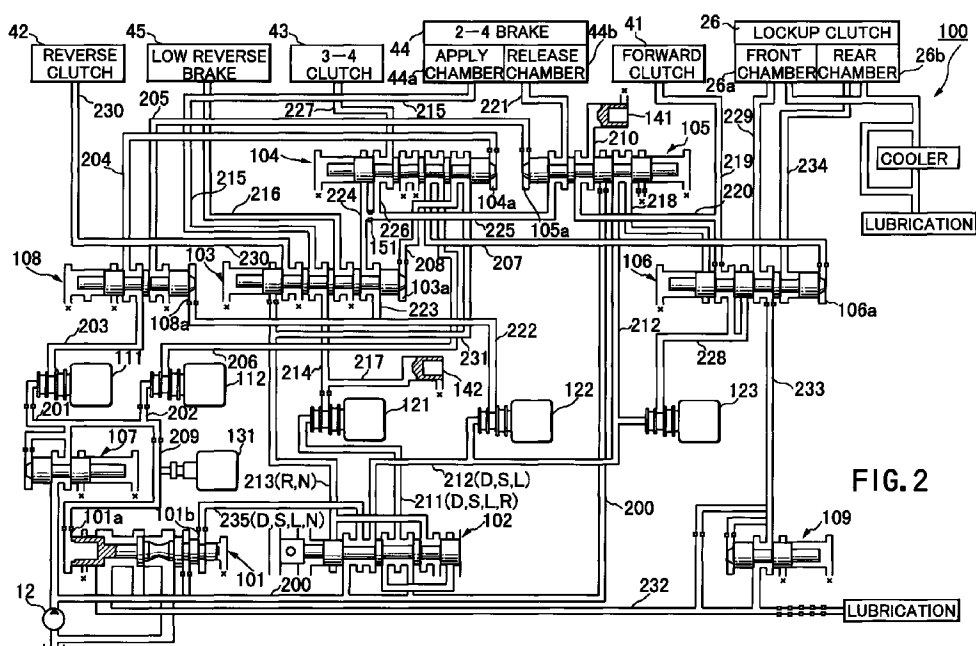 42 45 43 44 2-4 BRAKE 44b 41 26 LOCKUP CLUTCH 100
REVERSE CLUTCH
LOW REVERSE BRAKE
3-4 CLUTCH
APPLY CHAMBER
RELEASE CHAMBER
FORWARD CLUTCH
FRONT CHAMBER
REAR CHAMBER
44a 26a 26b
230 205 227 215 221 141 229
204 104 210 105 219 234 COOLER
215 216 224 226 104a 105a 218 220 LUBRICATION
151 225
108 230 103 208 207 106
108a 103a 223 106a
203 222 212
111 206 231 228
112 214 217 142 233
201 202 121 122 123
209 131
107 213(R,N) 212(D,S,L) FIG.2
211(D,S,L,R) 200
101a 101b 235(D,S,L,N) 102 109
101
12 200 232 LUBRICATION